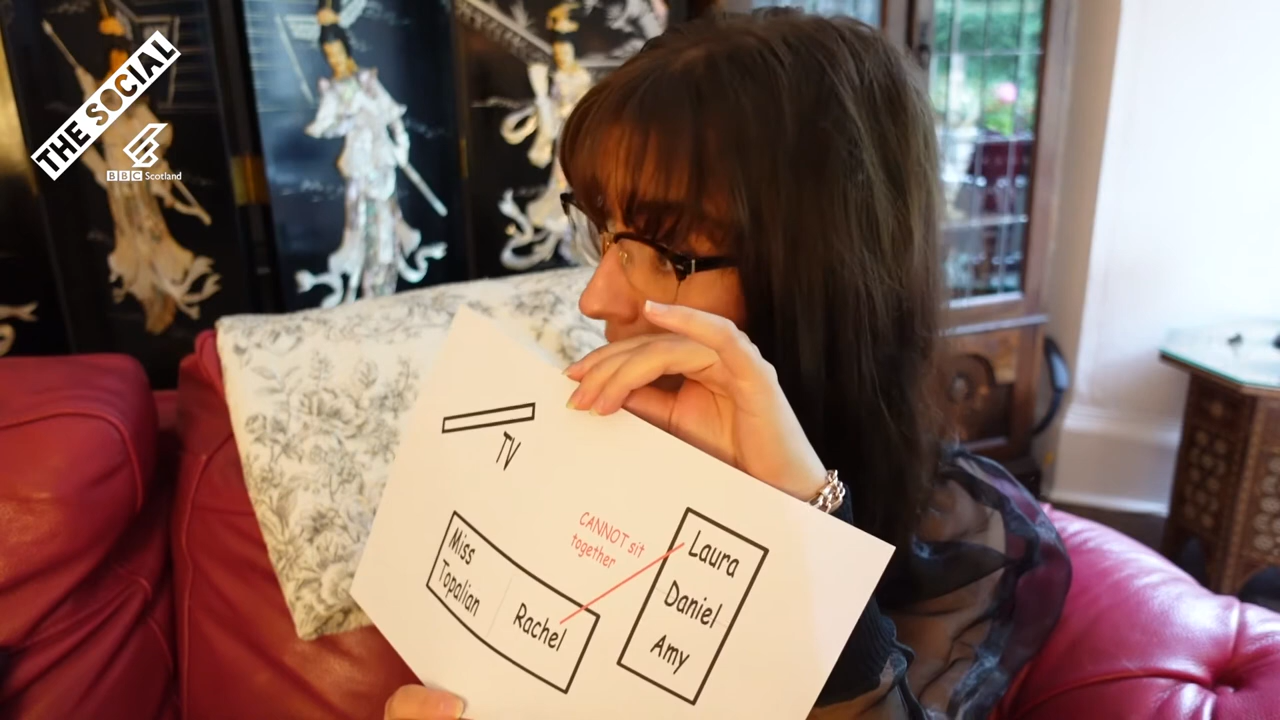 THE SOCIAL
BBC Scotland
TV
CANNOT sit
together
Miss
Topalian
Rachel
Laura
Daniel
Amy